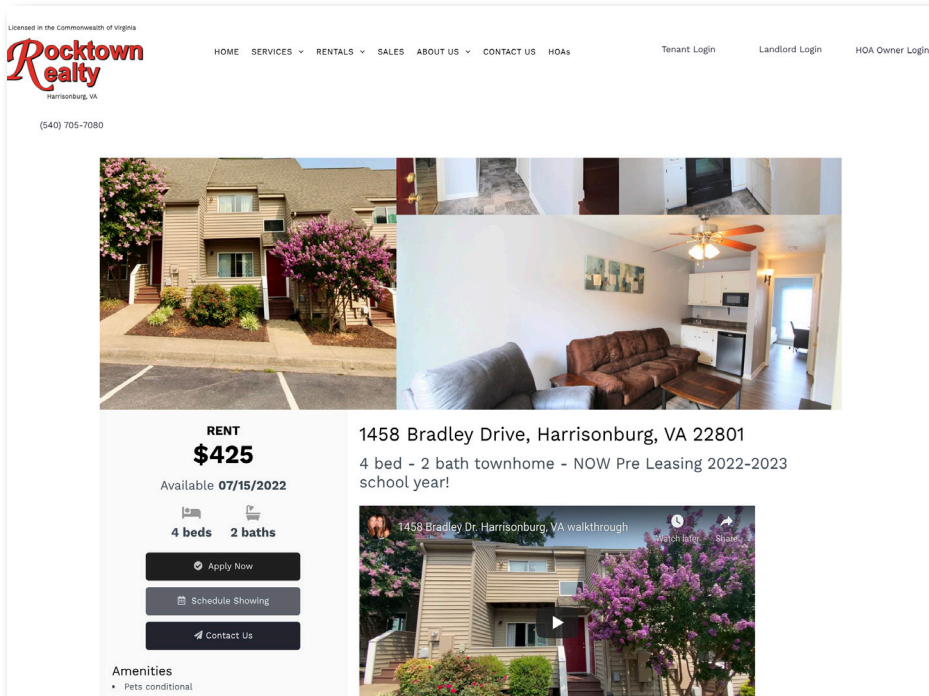 Licensed in the Commonwealth of Virginia
Rocktown
Realty
Harrisonburg, VA
(540) 705-7080
HOME SERVICES RENTALS SALES ABOUT US CONTACT US HOAs
Tenant Login Landlord Login HOA Owner Login
RENT
$425
Available 07/15/2022
4 beds 2 baths
Apply Now
Schedule Showing
Contact Us
Amenities
• Pets conditional
1458 Bradley Drive, Harrisonburg, VA 22801
4 bed - 2 bath townhome - NOW Pre Leasing 2022-2023
school year!
1458 Bradley Dr. Harrisonburg, VA walkthrough
Watch later Share